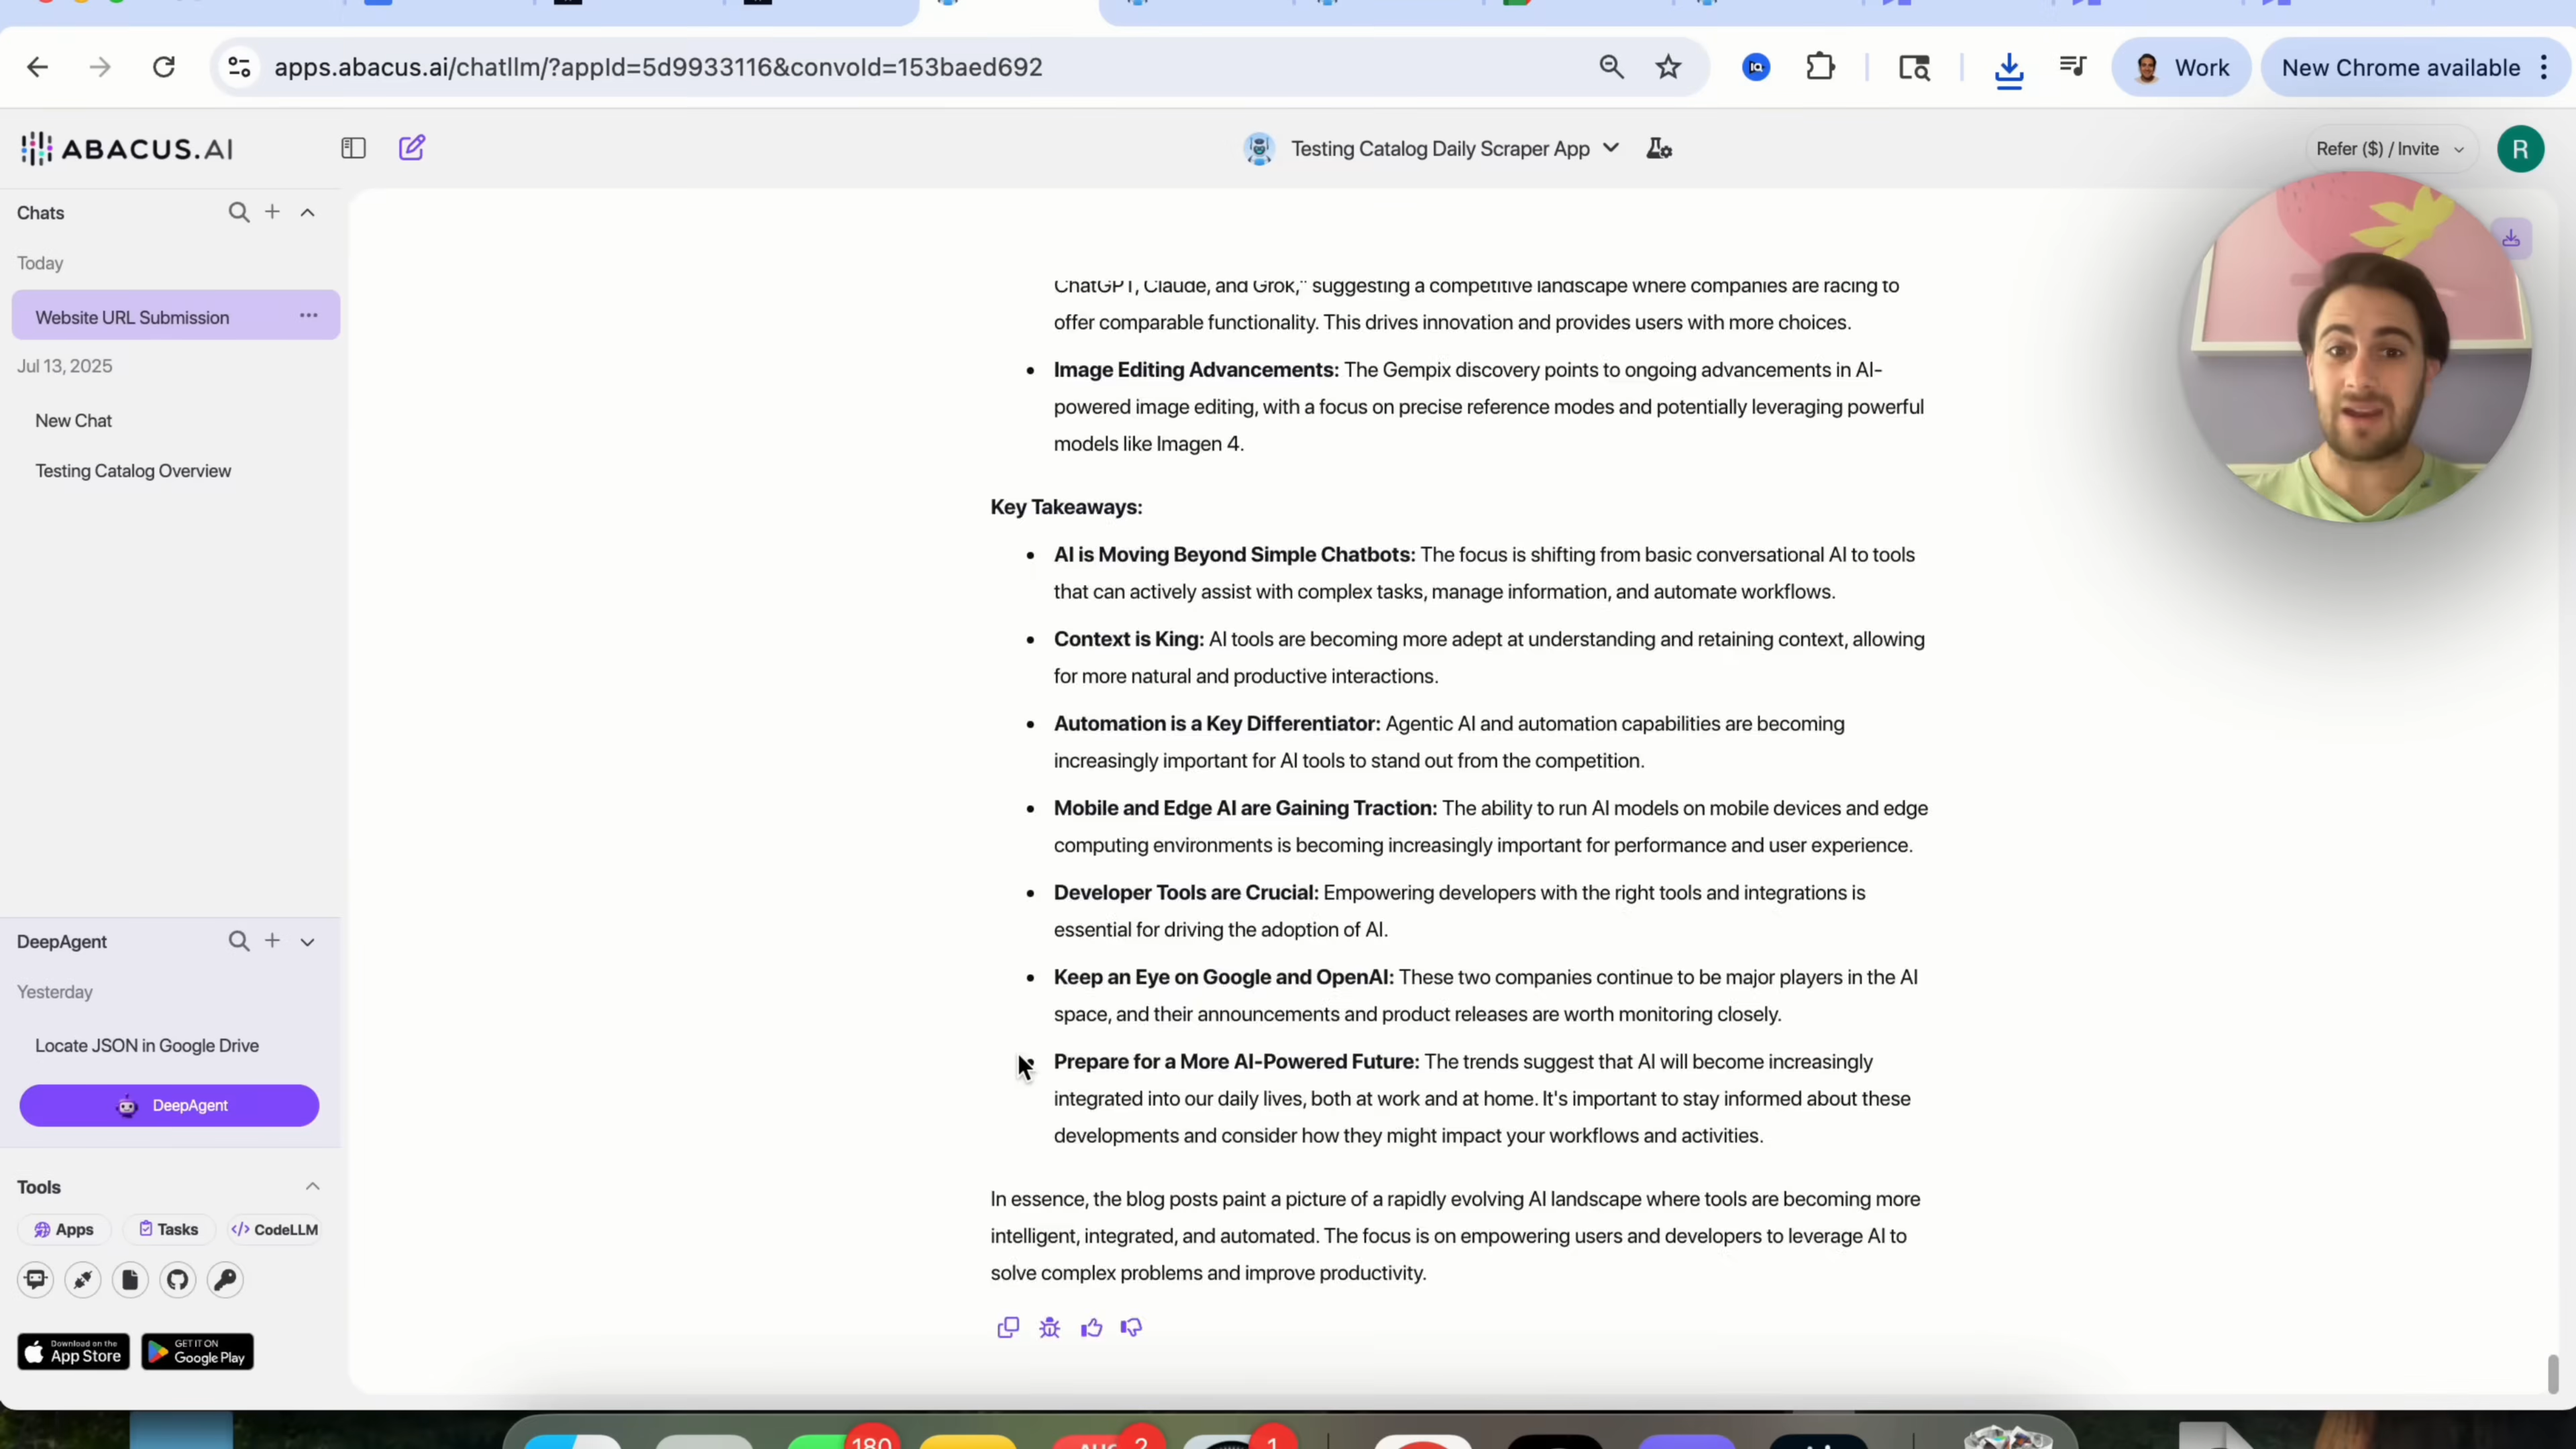 apps.abacus.ai/chatllm/?appId=5d9933116&convoId=153baed692
IQ
Work
New Chrome available
ABACUS.AI
Testing Catalog Daily Scraper App
Refer ($) / Invite
R
Chats
Today
Website URL Submission
Jul 13, 2025
New Chat
Testing Catalog Overview
DeepAgent
Yesterday
Locate JSON in Google Drive
DeepAgent
Tools
Apps
Tasks
CodeLLM
Download on the
App Store
GET IT ON
Google Play
ChatGPT, Claude, and Grok," suggesting a competitive landscape where companies are racing to
offer comparable functionality. This drives innovation and provides users with more choices.
Image Editing Advancements: The Gempix discovery points to ongoing advancements in AI-
powered image editing, with a focus on precise reference modes and potentially leveraging powerful
models like Imagen 4.
Key Takeaways:
AI is Moving Beyond Simple Chatbots: The focus is shifting from basic conversational AI to tools
that can actively assist with complex tasks, manage information, and automate workflows.
Context is King: AI tools are becoming more adept at understanding and retaining context, allowing
for more natural and productive interactions.
Automation is a Key Differentiator: Agentic AI and automation capabilities are becoming
increasingly important for AI tools to stand out from the competition.
Mobile and Edge AI are Gaining Traction: The ability to run AI models on mobile devices and edge
computing environments is becoming increasingly important for performance and user experience.
Developer Tools are Crucial: Empowering developers with the right tools and integrations is
essential for driving the adoption of AI.
Keep an Eye on Google and OpenAI: These two companies continue to be major players in the AI
space, and their announcements and product releases are worth monitoring closely.
Prepare for a More AI-Powered Future: The trends suggest that AI will become increasingly
integrated into our daily lives, both at work and at home. It's important to stay informed about these
developments and consider how they might impact your workflows and activities.
In essence, the blog posts paint a picture of a rapidly evolving AI landscape where tools are becoming more
intelligent, integrated, and automated. The focus is on empowering users and developers to leverage AI to
solve complex problems and improve productivity.
180
AUG
2
1